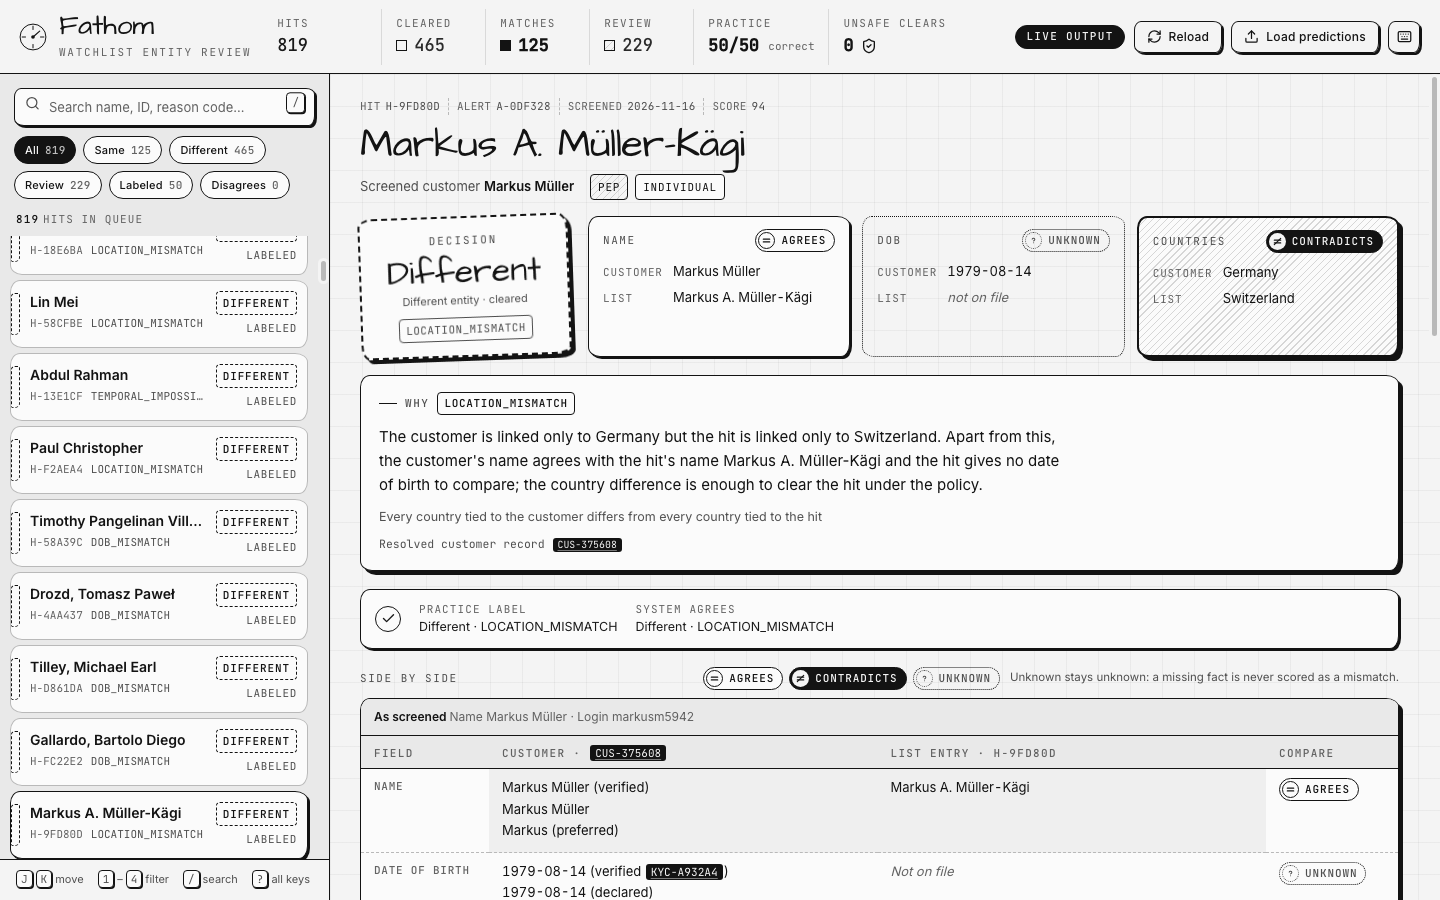 Fathom
WATCHLIST ENTITY REVIEW
HITS
819
CLEARED
465
MATCHES
125
REVIEW
229
PRACTICE
50/50 correct
UNSAFE CLEARS
0
LIVE OUTPUT
Reload
Load predictions
Search name, ID, reason code...
/
All 819
Same 125
Different 465
Review 229
Labeled 50
Disagrees 0
819 HITS IN QUEUE
H-18E6BA LOCATION_MISMATCH
LABELED
Lin Mei
DIFFERENT
H-58CFBE LOCATION_MISMATCH
LABELED
Abdul Rahman
DIFFERENT
H-13E1CF TEMPORAL_IMPOSSI…
LABELED
Paul Christopher
DIFFERENT
H-F2AEA4 LOCATION_MISMATCH
LABELED
Timothy Pangelinan Vill...
DIFFERENT
H-58A39C DOB_MISMATCH
LABELED
Drozd, Tomasz Paweł
DIFFERENT
H-4AA437 DOB_MISMATCH
LABELED
Tilley, Michael Earl
DIFFERENT
H-D861DA DOB_MISMATCH
LABELED
Gallardo, Bartolo Diego
DIFFERENT
H-FC22E2 DOB_MISMATCH
LABELED
Markus A. Müller-Kägi
DIFFERENT
H-9FD80D LOCATION_MISMATCH
LABELED
J K move 1 – 4 filter / search ? all keys
HIT H-9FD80D ALERT A-0DF328 SCREENED 2026-11-16 SCORE 94
Markus A. Müller-Kägi
Screened customer Markus Müller PEP INDIVIDUAL
DECISION
Different
Different entity · cleared
LOCATION_MISMATCH
NAME
= AGREES
CUSTOMER Markus Müller
LIST Markus A. Müller-Kägi
DOB
? UNKNOWN
CUSTOMER 1979-08-14
LIST not on file
COUNTRIES
≠ CONTRADICTS
CUSTOMER Germany
LIST Switzerland
WHY LOCATION_MISMATCH
The customer is linked only to Germany but the hit is linked only to Switzerland. Apart from this,
the customer's name agrees with the hit's name Markus A. Müller-Kägi and the hit gives no date
of birth to compare; the country difference is enough to clear the hit under the policy.
Every country tied to the customer differs from every country tied to the hit
Resolved customer record CUS-375608
PRACTICE LABEL
Different · LOCATION_MISMATCH
SYSTEM AGREES
Different · LOCATION_MISMATCH
SIDE BY SIDE
= AGREES ≠ CONTRADICTS ? UNKNOWN Unknown stays unknown: a missing fact is never scored as a mismatch.
As screened Name Markus Müller · Login markusm5942
FIELD CUSTOMER · CUS-375608 LIST ENTRY · H-9FD80D COMPARE
NAME
Markus Müller (verified)
Markus Müller
Markus (preferred)
Markus A. Müller-Kägi
= AGREES
DATE OF BIRTH
1979-08-14 (verified KYC-A932A4)
1979-08-14 (declared)
Not on file
? UNKNOWN